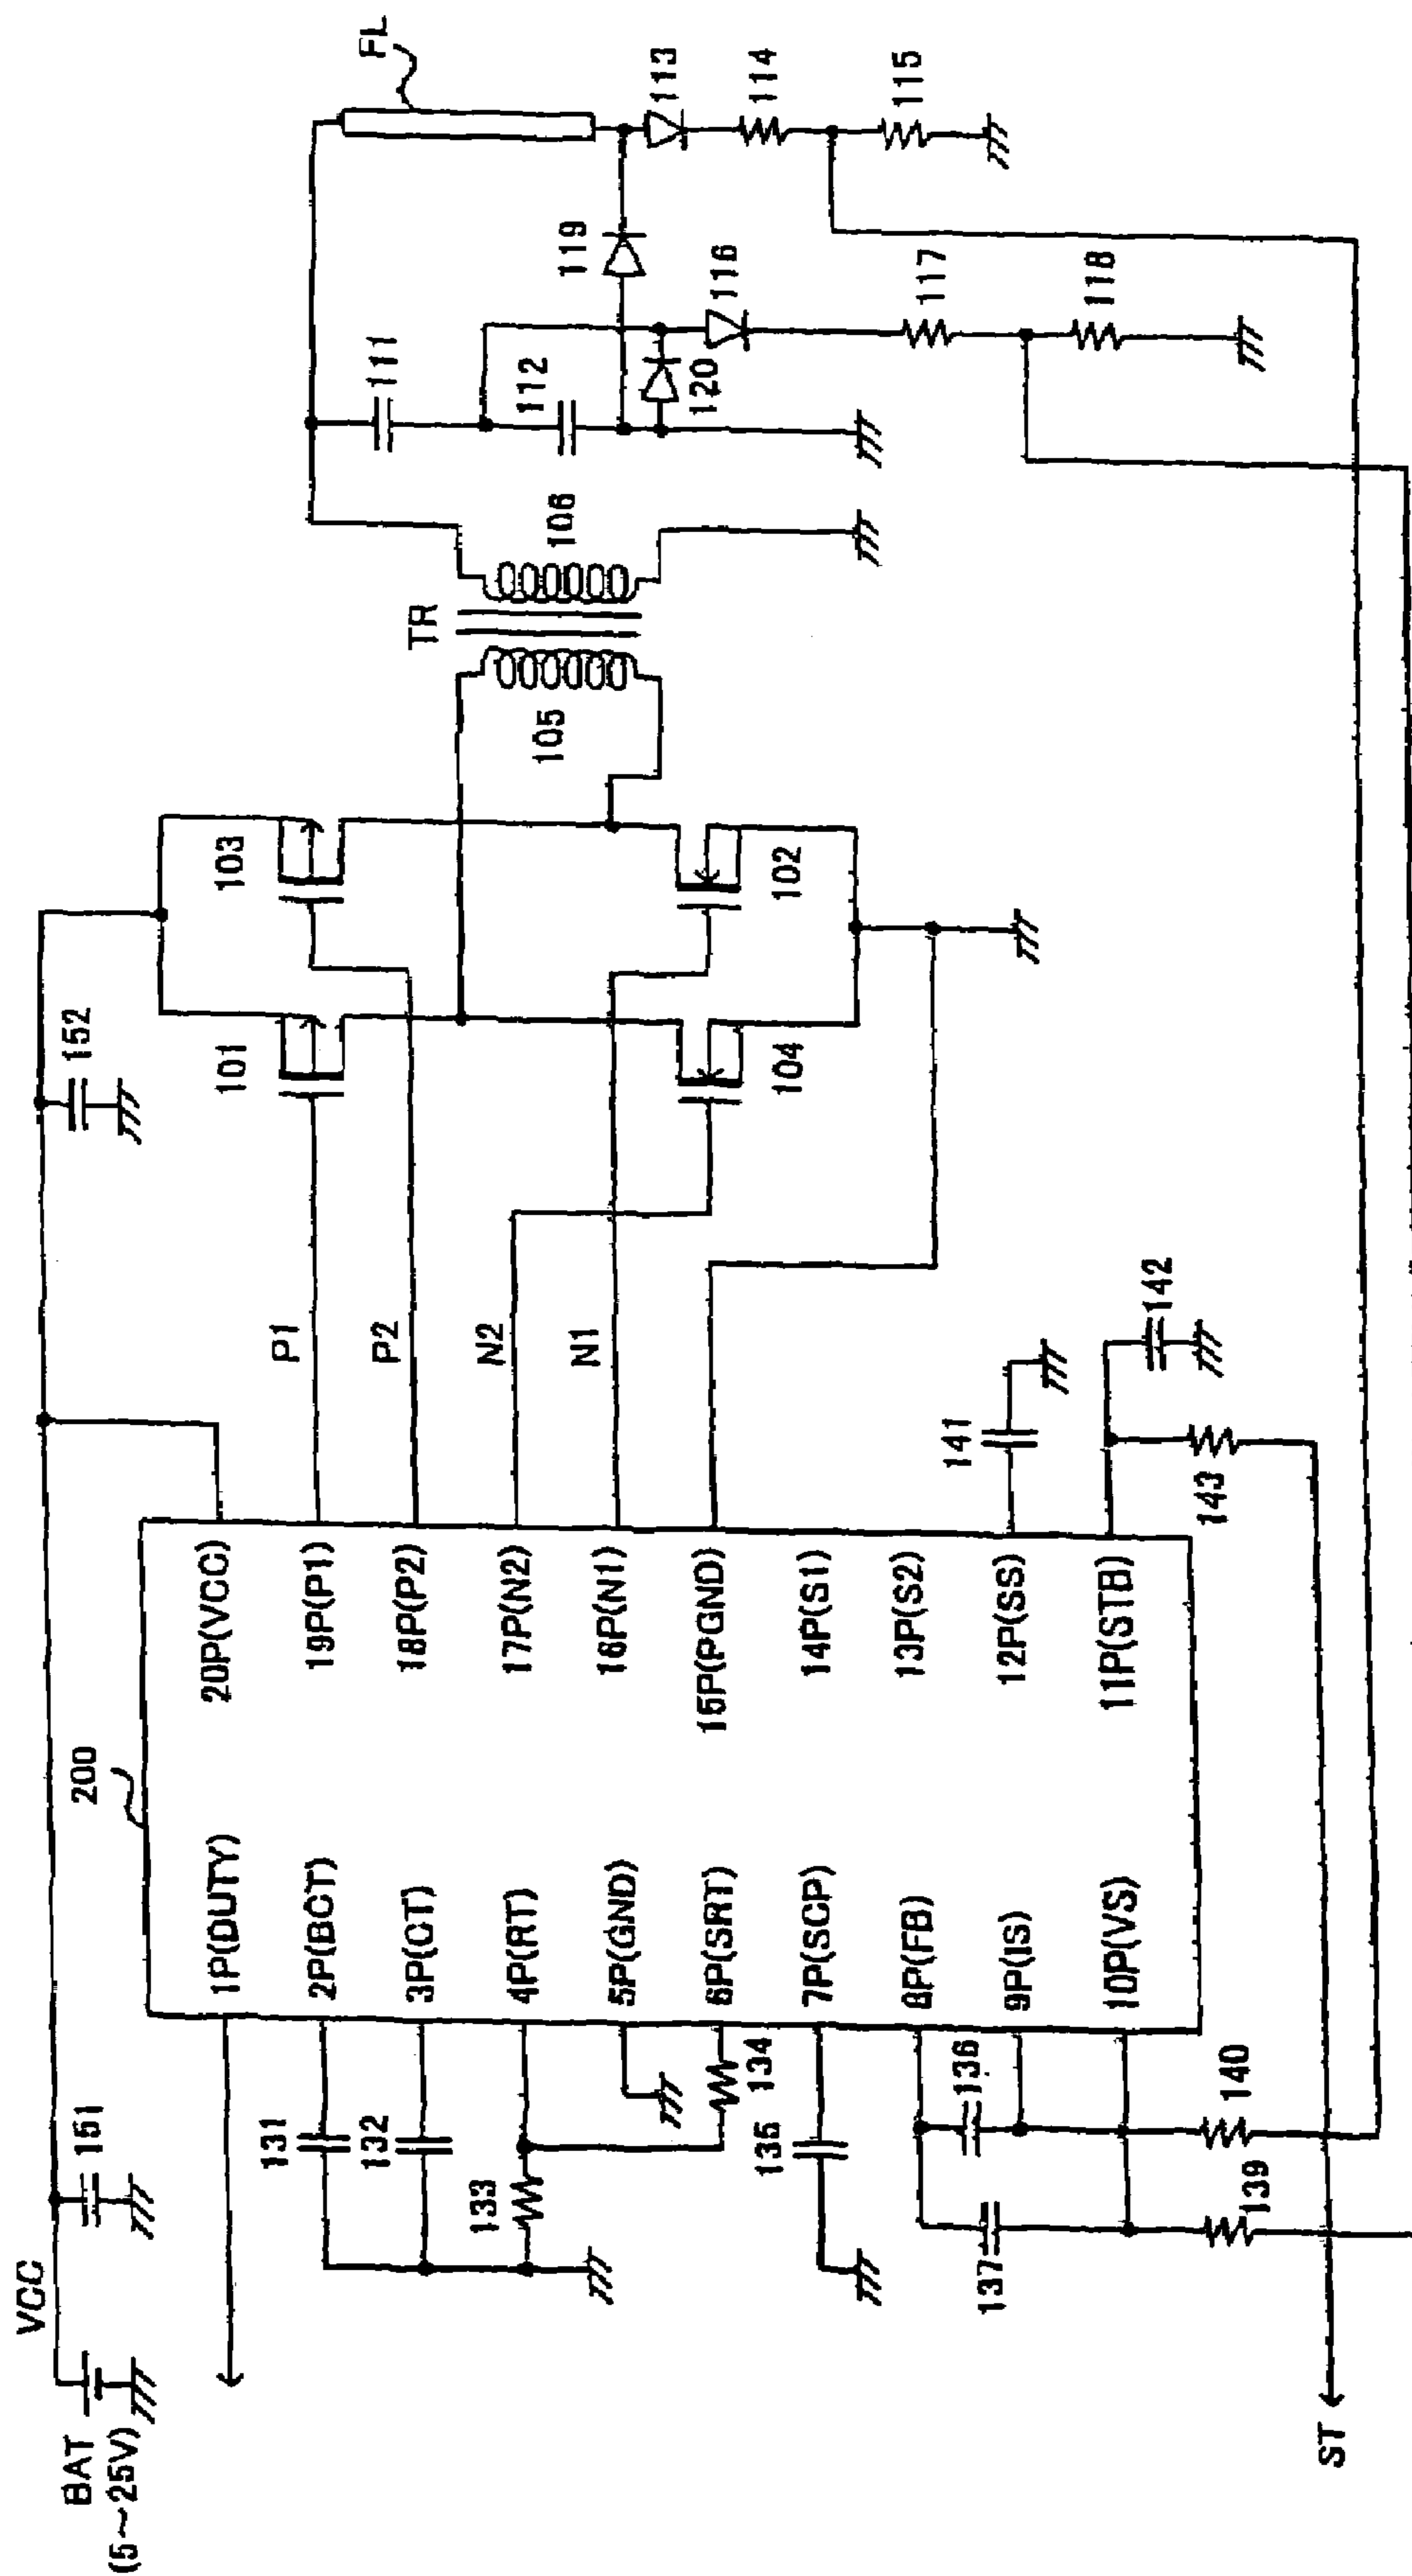 VCC
BAT
(5~25V)
151
152
200
1P(DUTY)
2P(BCT)
3P(CT)
4P(RT)
5P(GND)
6P(SRT)
7P(SCP)
8P(FB)
9P(IS)
10P(VS)
20P(VCC)
19P(P1)
18P(P2)
17P(N2)
16P(N1)
15P(PGND)
14P(S1)
13P(S2)
12P(SS)
11P(STB)
131
132
133
134
135
136
137
139
140
ST
P1
P2
N2
N1
141
142
143
101
103
104
102
TR
105
106
111
112
119
120
116
117
118
FL
113
114
115